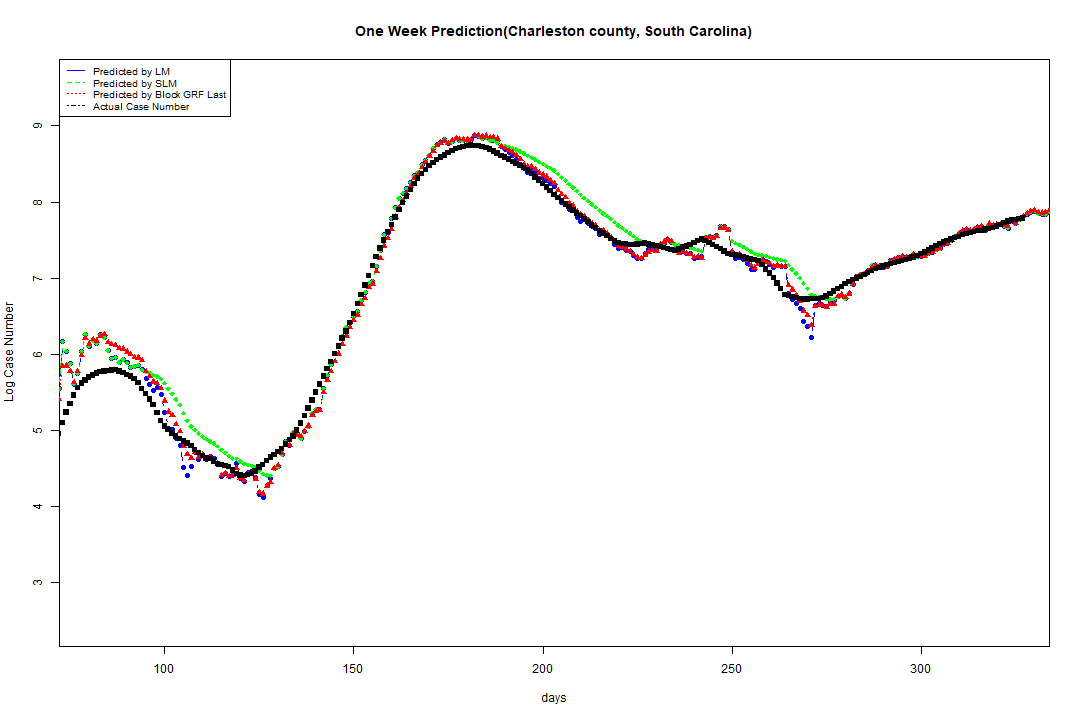 One Week Prediction(Charleston county, South Carolina)
Predicted by LM
Predicted by SLM
Predicted by Block GRF Last
Actual Case Number
9
8
7
6
5
4
3
Log Case Number
100 150 200 250 300
days